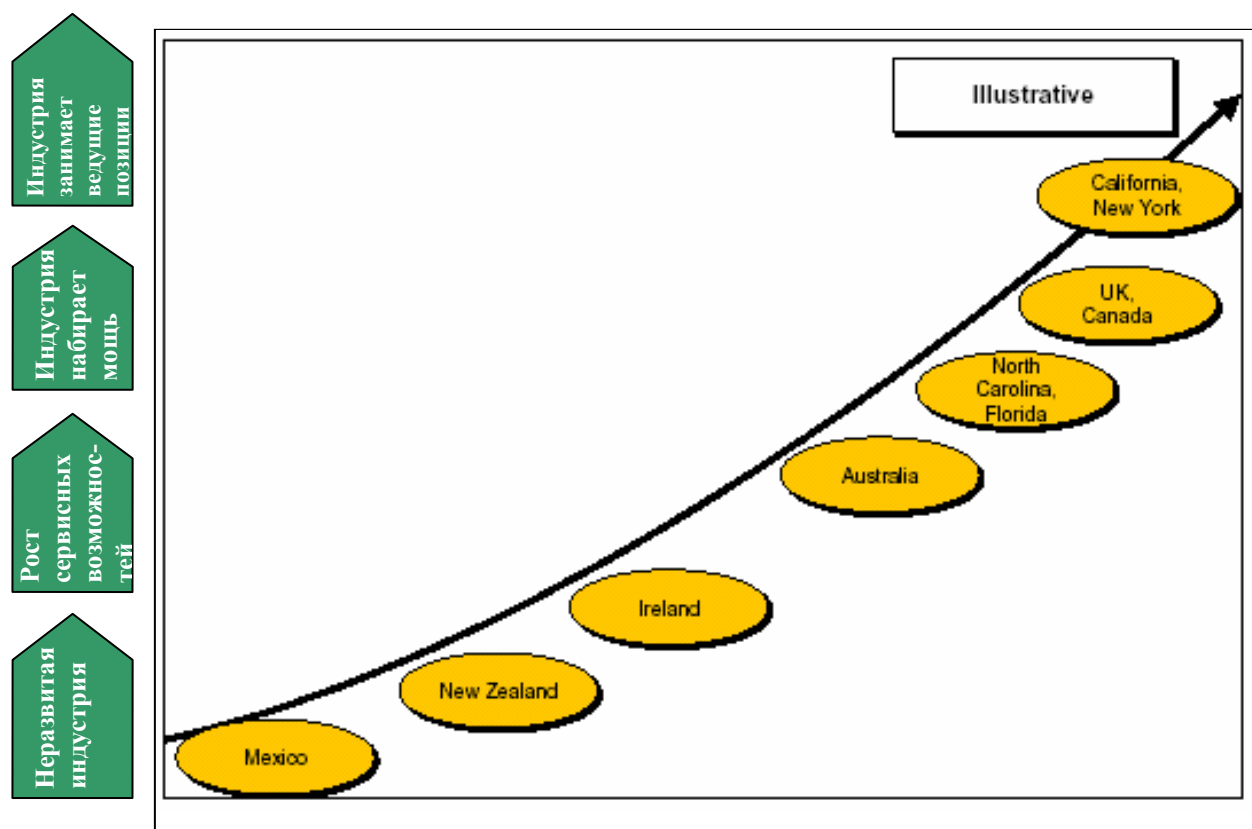 Индустрия
занимает
ведущие
позиции
Индустрия
набирает
мощь
Рост
сервисных
возможнос-
тей
Неразвитая
индустрия
Illustrative
California,
New York
UK,
Canada
North
Carolina,
Florida
Australia
Ireland
New Zealand
Mexico